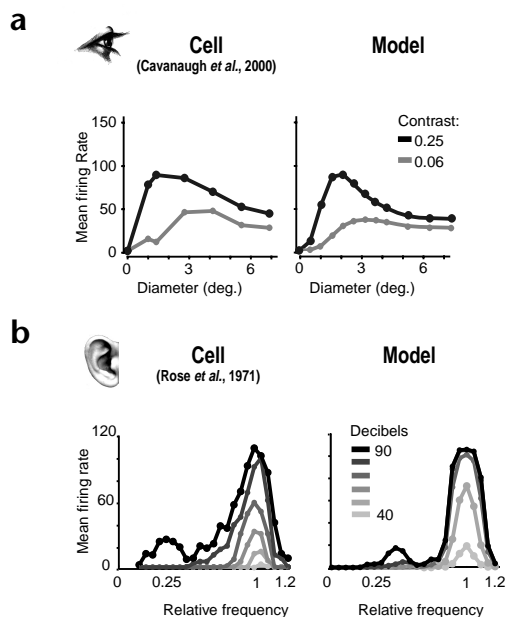 a
Cell
(Cavanaugh et al., 2000)
Model
Mean firing Rate
150
100
50
0
0
3
6
Diameter (deg.)
0
3
6
Diameter (deg.)
Contrast:
0.25
0.06
b
Cell
(Rose et al., 1971)
Model
Mean firing rate
120
60
0
0
0.25
1
1.2
Relative frequency
Decibels
90
40
0
0.25
1
1.2
Relative frequency